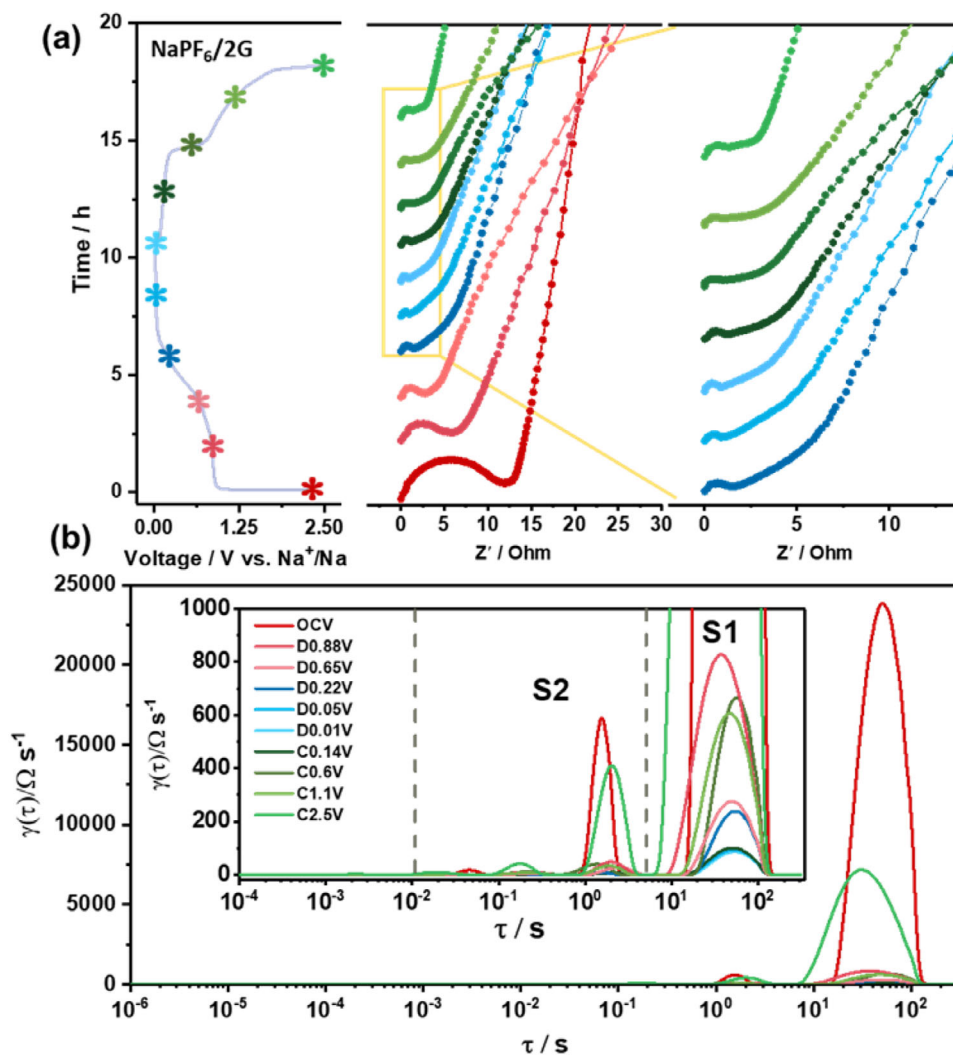 (a)
NaPF₆/2G
20
15
10
5
0
Time / h
0.00 1.25 2.50
Voltage / V vs. Na⁺/Na
0 5 10 15 20 25 30
Z′ / Ohm
0 5 10
Z′ / Ohm
(b)
25000
20000
15000
10000
5000
0
γ(τ)/Ω s⁻¹
10⁻⁶ 10⁻⁵ 10⁻⁴ 10⁻³ 10⁻² 10⁻¹ 10⁰ 10¹ 10²
τ / s
1000
800
600
400
200
0
γ(τ)/Ω s⁻¹
OCV
D0.88V
D0.65V
D0.22V
D0.05V
D0.01V
C0.14V
C0.6V
C1.1V
C2.5V
S2
S1
10⁻⁴ 10⁻³ 10⁻² 10⁻¹ 10⁰ 10¹ 10²
τ / s